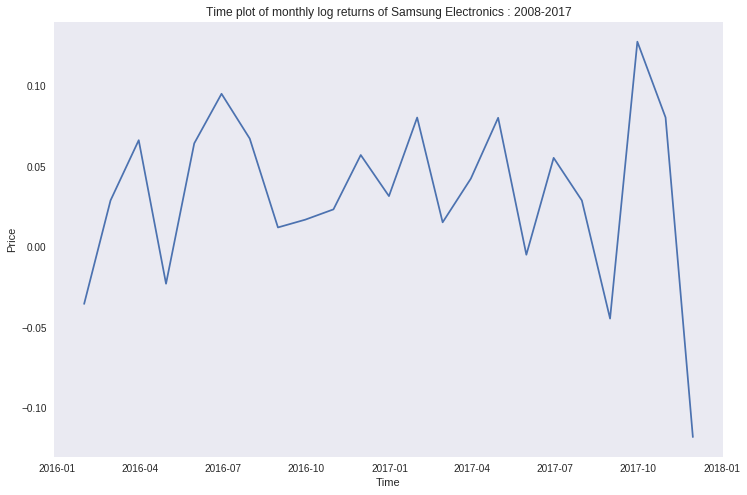 Time plot of monthly log returns of Samsung Electronics : 2008-2017
0.10
0.05
0.00
−0.05
−0.10
Price
2016-01 2016-04 2016-07 2016-10 2017-01 2017-04 2017-07 2017-10 2018-01
Time